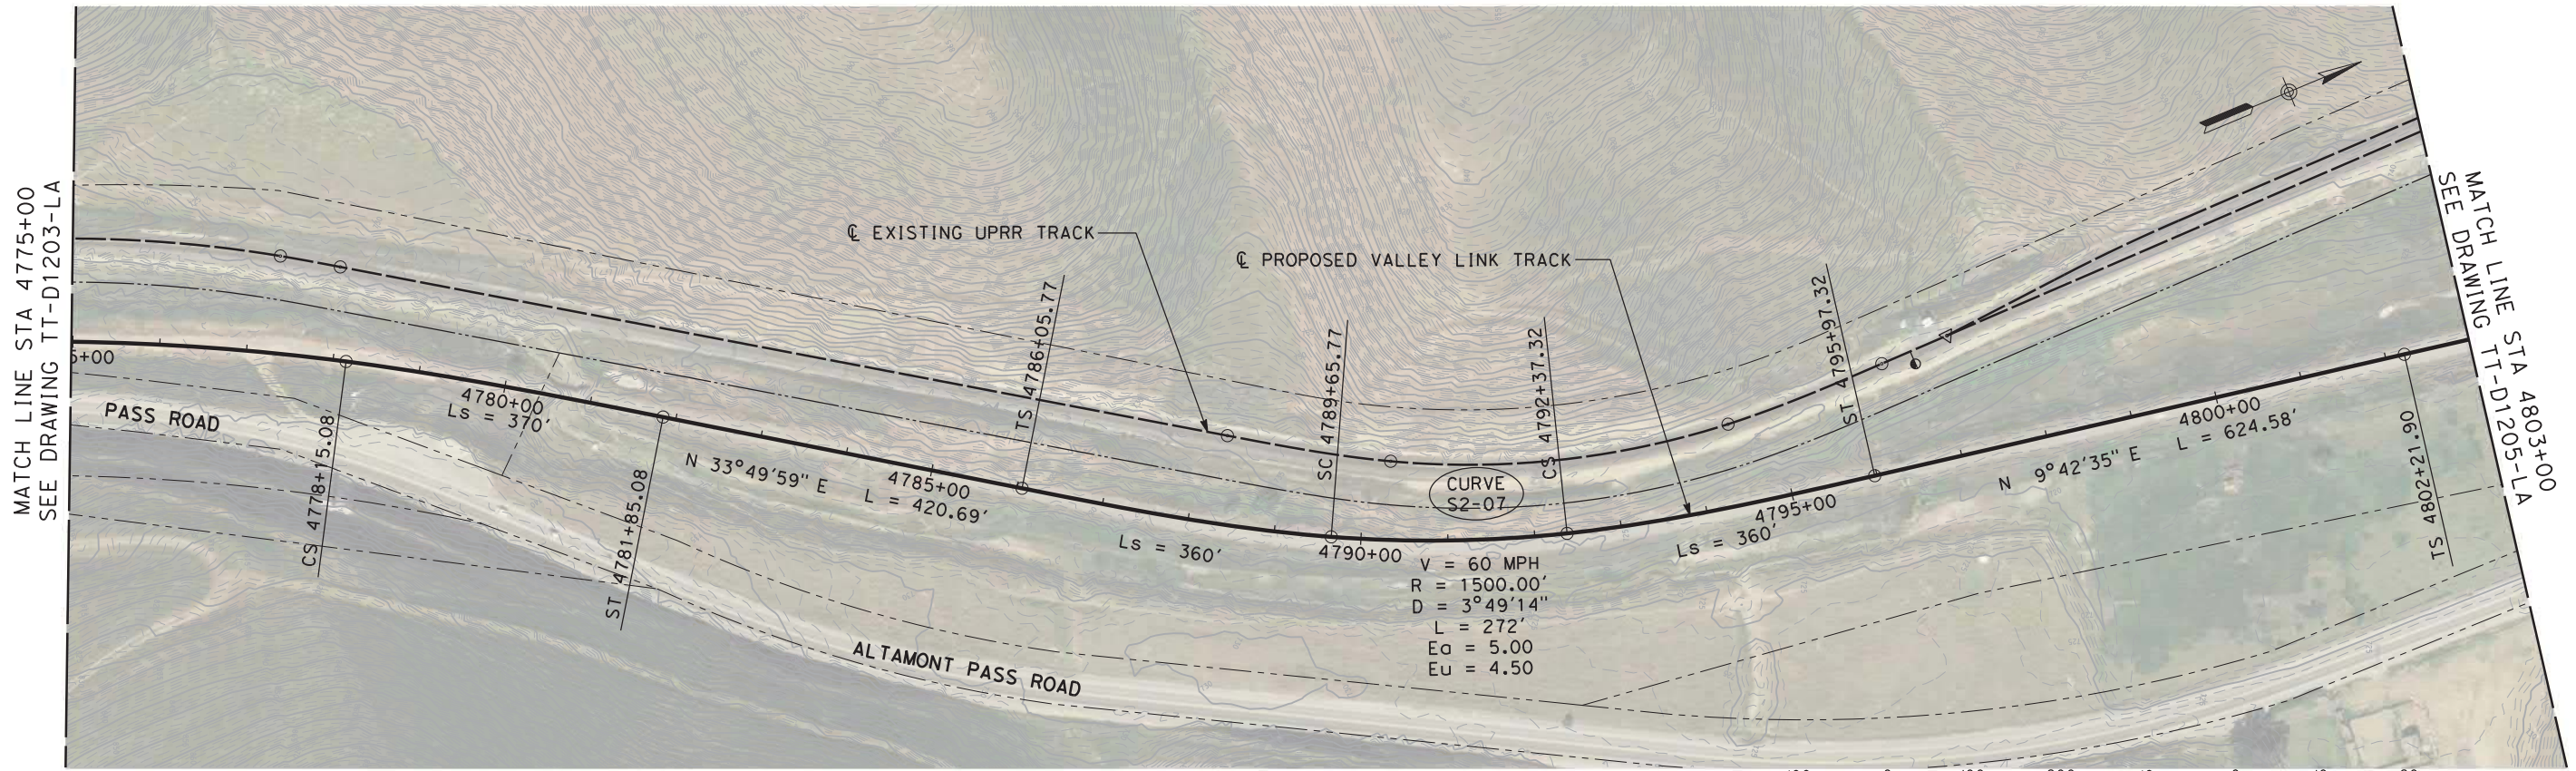 MATCH LINE STA 4775+00
SEE DRAWING TT-D1203-LA
5+00
PASS ROAD
CS 4778+15.08
4780+00
Ls = 370'
ST 4781+85.08
N 33°49'59" E
4785+00
L = 420.69'
TS 4786+05.77
℄ EXISTING UPRR TRACK
Ls = 360'
ALTAMONT PASS ROAD
℄ PROPOSED VALLEY LINK TRACK
SC 4789+65.77
4790+00
CURVE
S2-07
V = 60 MPH
R = 1500.00'
D = 3°49'14"
L = 272'
Ea = 5.00
Eu = 4.50
CS 4792+37.32
Ls = 360'
4795+00
ST 4795+97.32
N 9°42'35" E
4800+00
L = 624.58'
TS 4802+21.90
MATCH LINE STA 4803+00
SEE DRAWING TT-D1205-LA